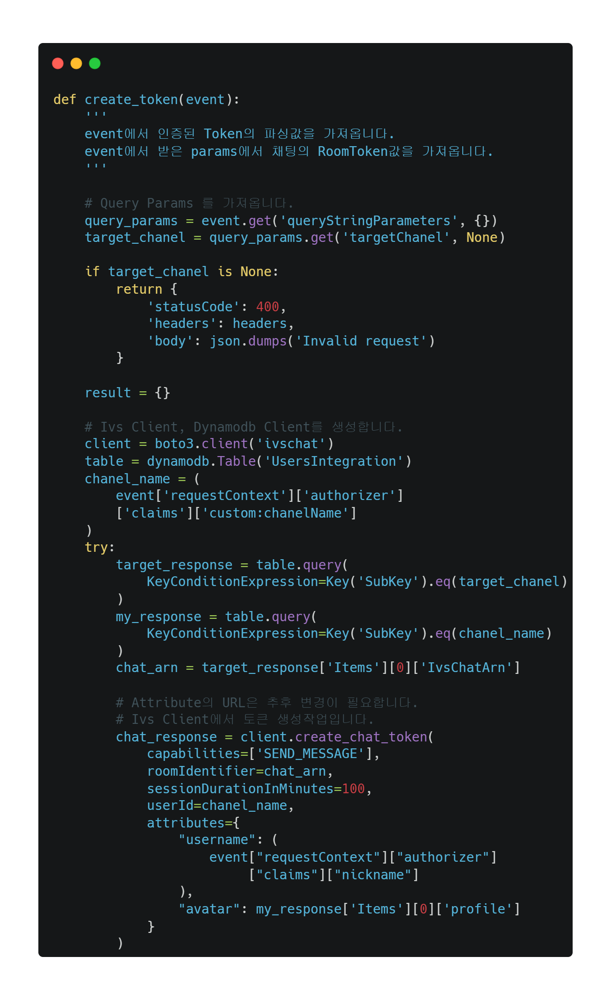 def create_token(event):
    '''
    event에서 인증된 Token의 파싱값을 가져옵니다.
    event에서 받은 params에서 채팅의 RoomToken값을 가져옵니다.
    '''

    # Query Params 를 가져옵니다.
    query_params = event.get('queryStringParameters', {})
    target_chanel = query_params.get('targetChanel', None)

    if target_chanel is None:
        return {
            'statusCode': 400,
            'headers': headers,
            'body': json.dumps('Invalid request')
        }

    result = {}

    # Ivs Client, Dynamodb Client를 생성합니다.
    client = boto3.client('ivschat')
    table = dynamodb.Table('UsersIntegration')
    chanel_name = (
        event['requestContext']['authorizer']
        ['claims']['custom:chanelName']
    )
    try:
        target_response = table.query(
            KeyConditionExpression=Key('SubKey').eq(target_chanel)
        )
        my_response = table.query(
            KeyConditionExpression=Key('SubKey').eq(chanel_name)
        )
        chat_arn = target_response['Items'][0]['IvsChatArn']

        # Attribute의 URL은 추후 변경이 필요합니다.
        # Ivs Client에서 토큰 생성작업입니다.
        chat_response = client.create_chat_token(
            capabilities=['SEND_MESSAGE'],
            roomIdentifier=chat_arn,
            sessionDurationInMinutes=100,
            userId=chanel_name,
            attributes={
                "username": (
                    event["requestContext"]["authorizer"]
                         ["claims"]["nickname"]
                ),
                "avatar": my_response['Items'][0]['profile']
            }
        )